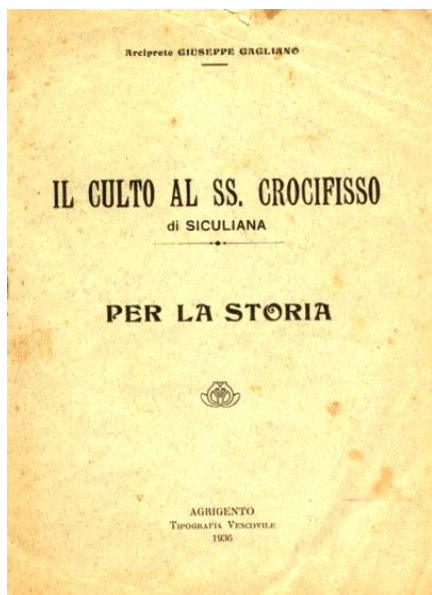 Arciprete GIUSEPPE GAGLIANO
IL CULTO AL SS. CROCIFISSO
di SICULIANA
PER LA STORIA
AGRIGENTO
TIPOGRAFIA VESCOVILE
1936